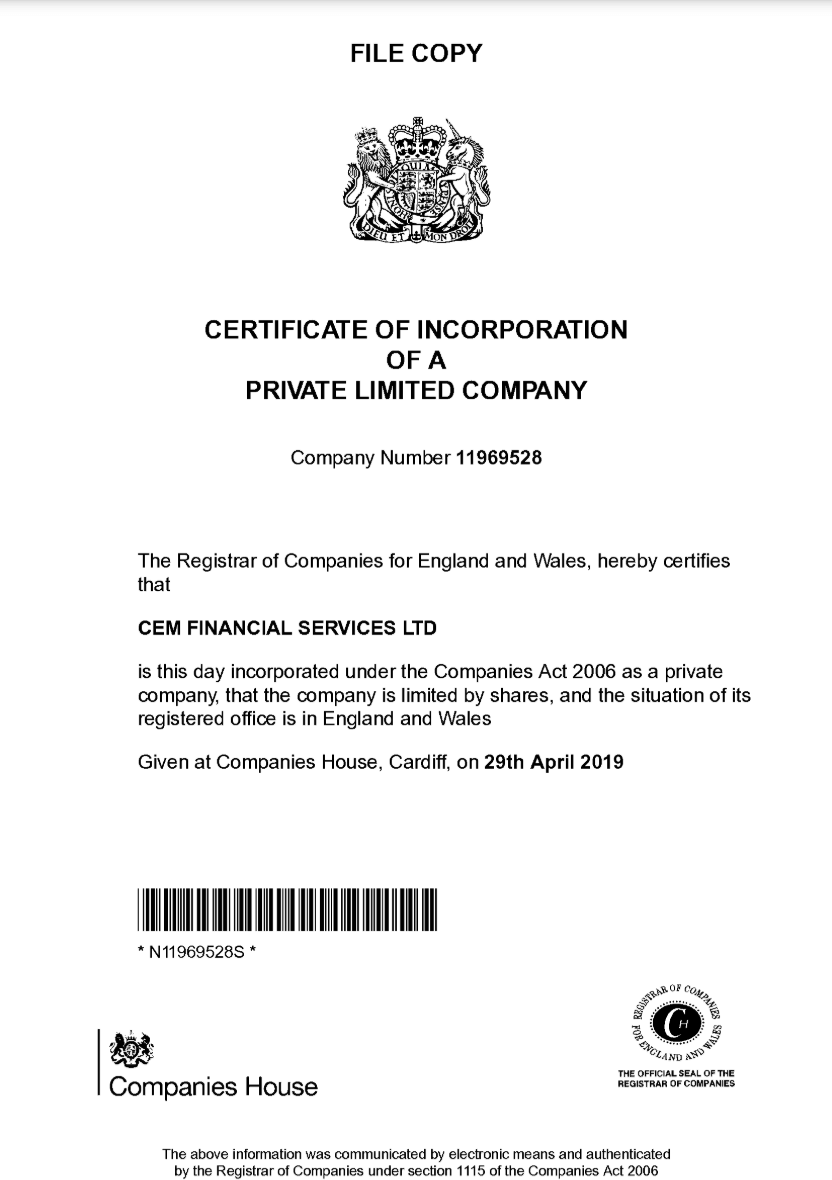 FILE COPY
DIEU ET MON DROIT
CERTIFICATE OF INCORPORATION
OF A
PRIVATE LIMITED COMPANY
Company Number 11969528
The Registrar of Companies for England and Wales, hereby certifies
that
CEM FINANCIAL SERVICES LTD
is this day incorporated under the Companies Act 2006 as a private
company, that the company is limited by shares, and the situation of its
registered office is in England and Wales
Given at Companies House, Cardiff, on 29th April 2019
* N11969528S *
REGISTRAR OF COMPANIES
FOR ENGLAND AND WALES
CH
THE OFFICIAL SEAL OF THE
REGISTRAR OF COMPANIES
Companies House
The above information was communicated by electronic means and authenticated
by the Registrar of Companies under section 1115 of the Companies Act 2006